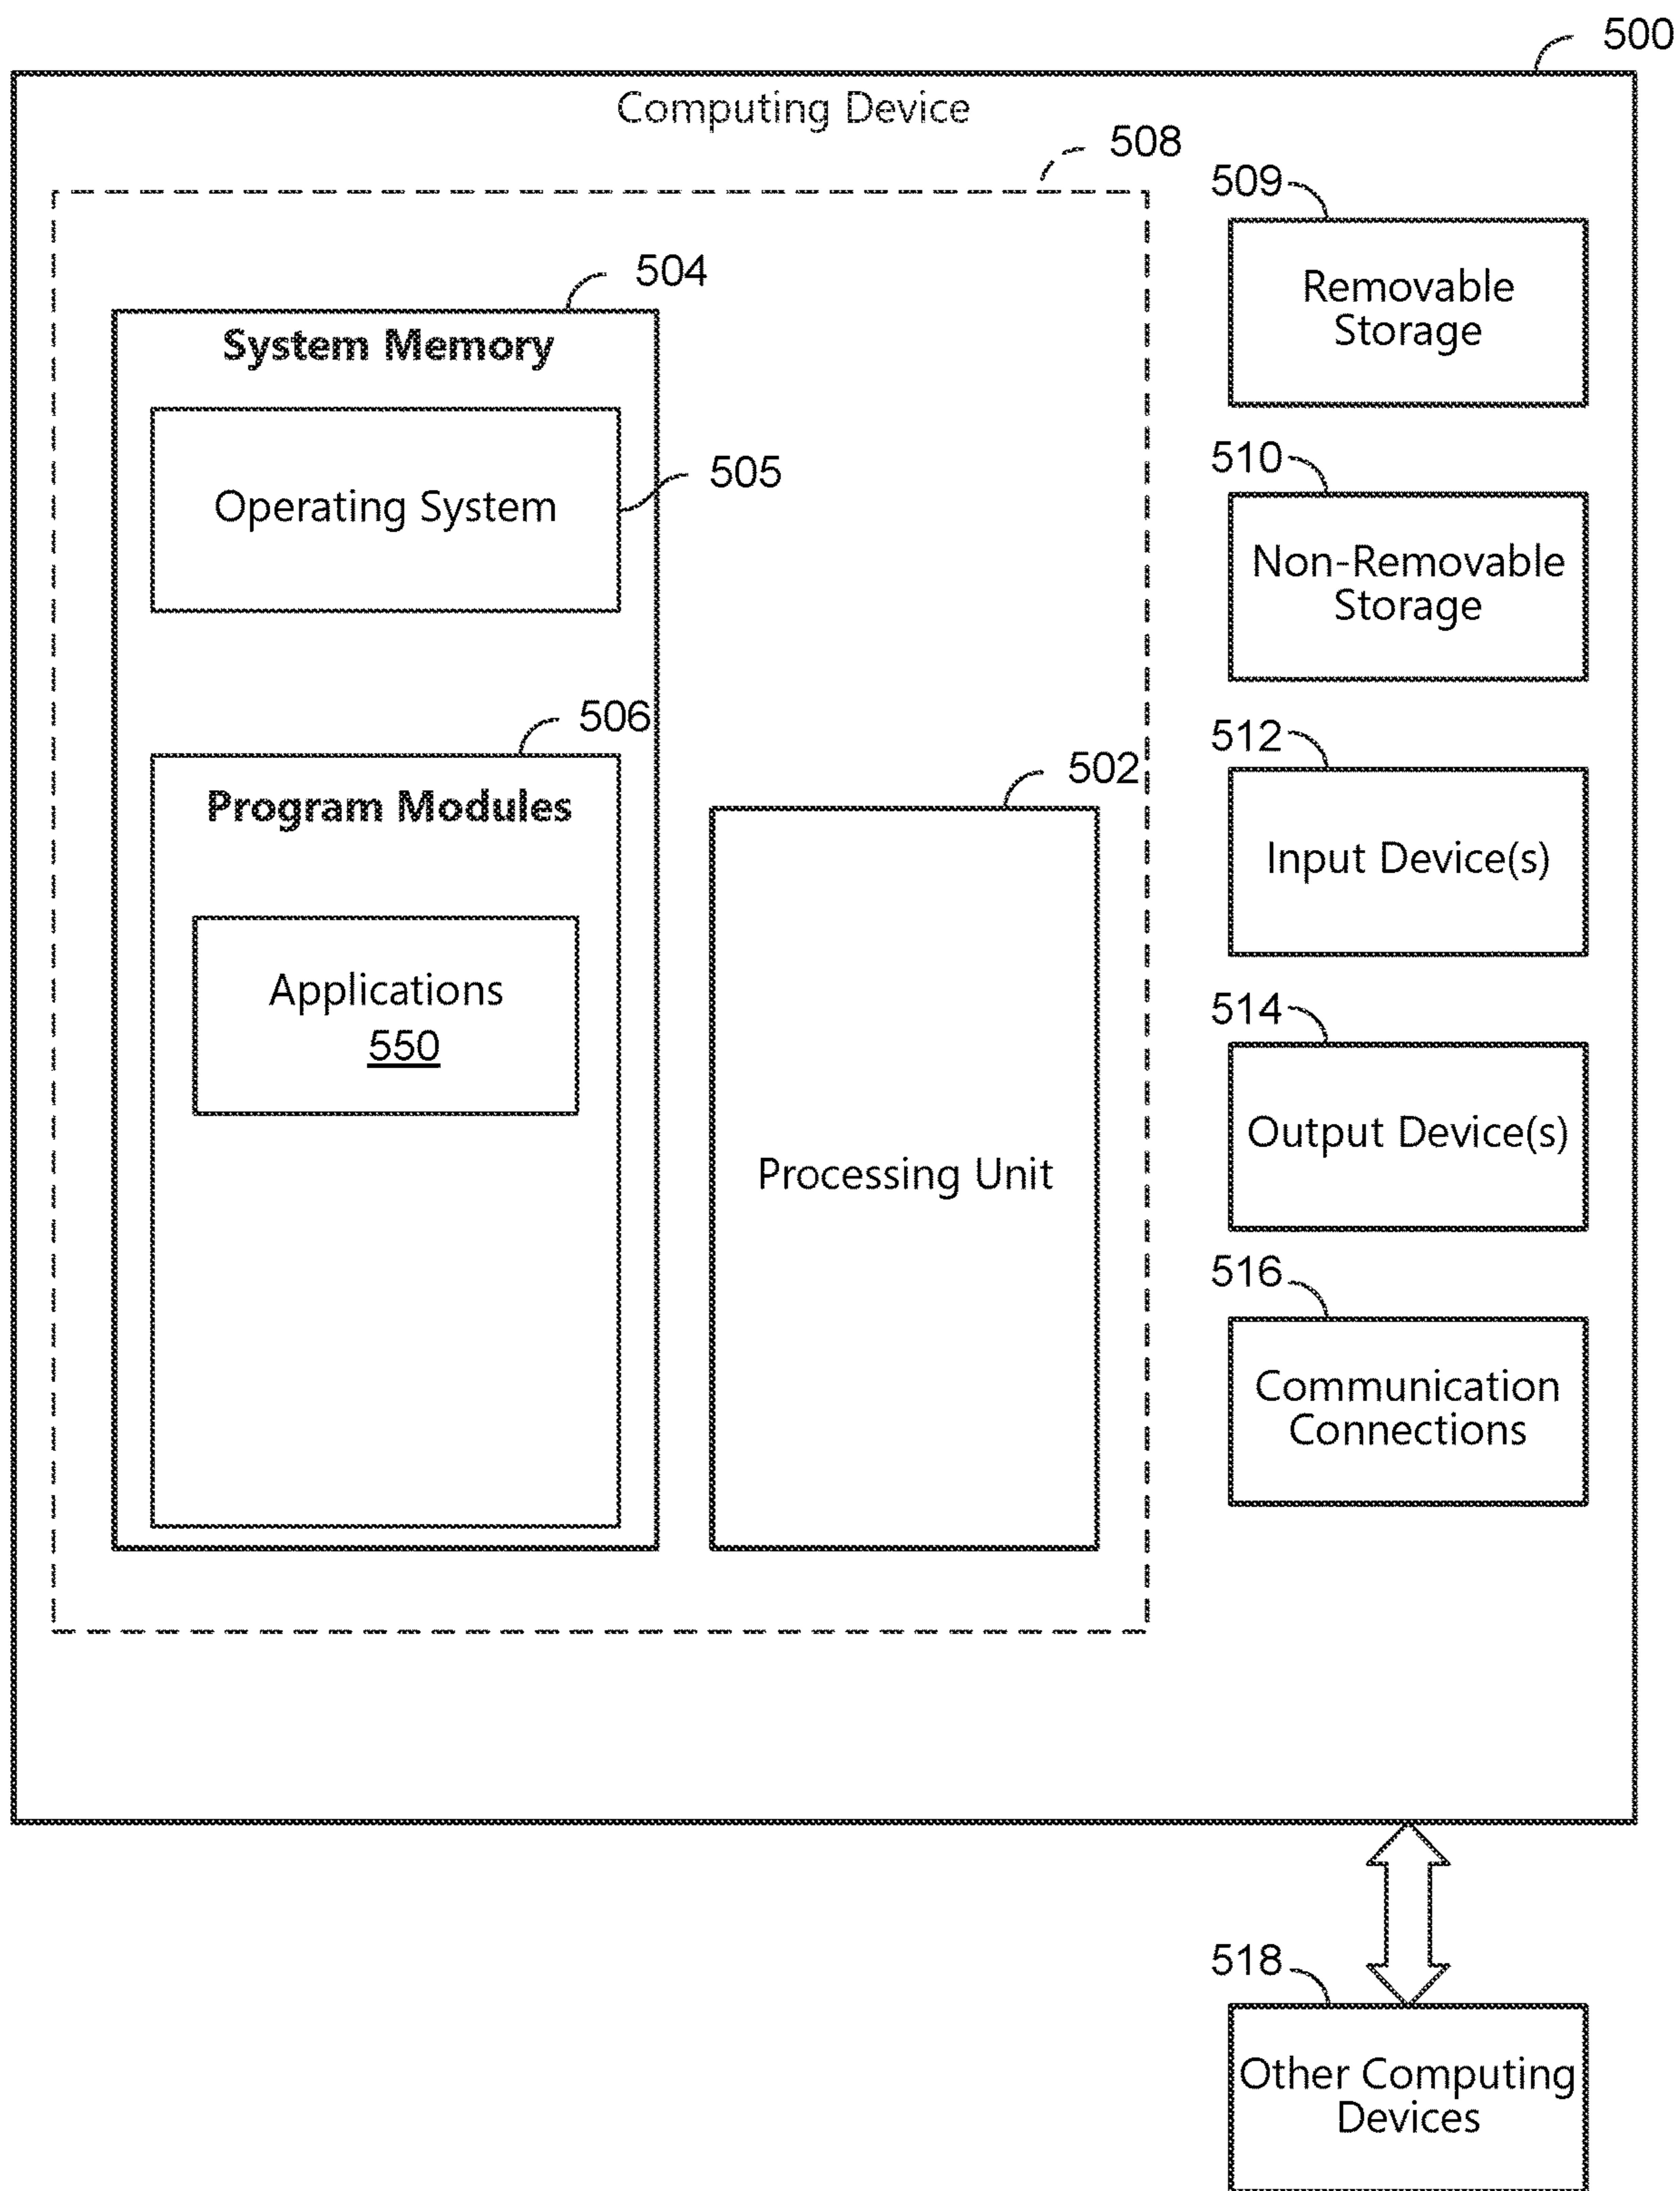 500
Computing Device
508
509
Removable
Storage
504
System Memory
Operating System
505
510
Non-Removable
Storage
506
Program Modules
Applications
550
502
Processing Unit
512
Input Device(s)
514
Output Device(s)
516
Communication
Connections
518
Other Computing
Devices